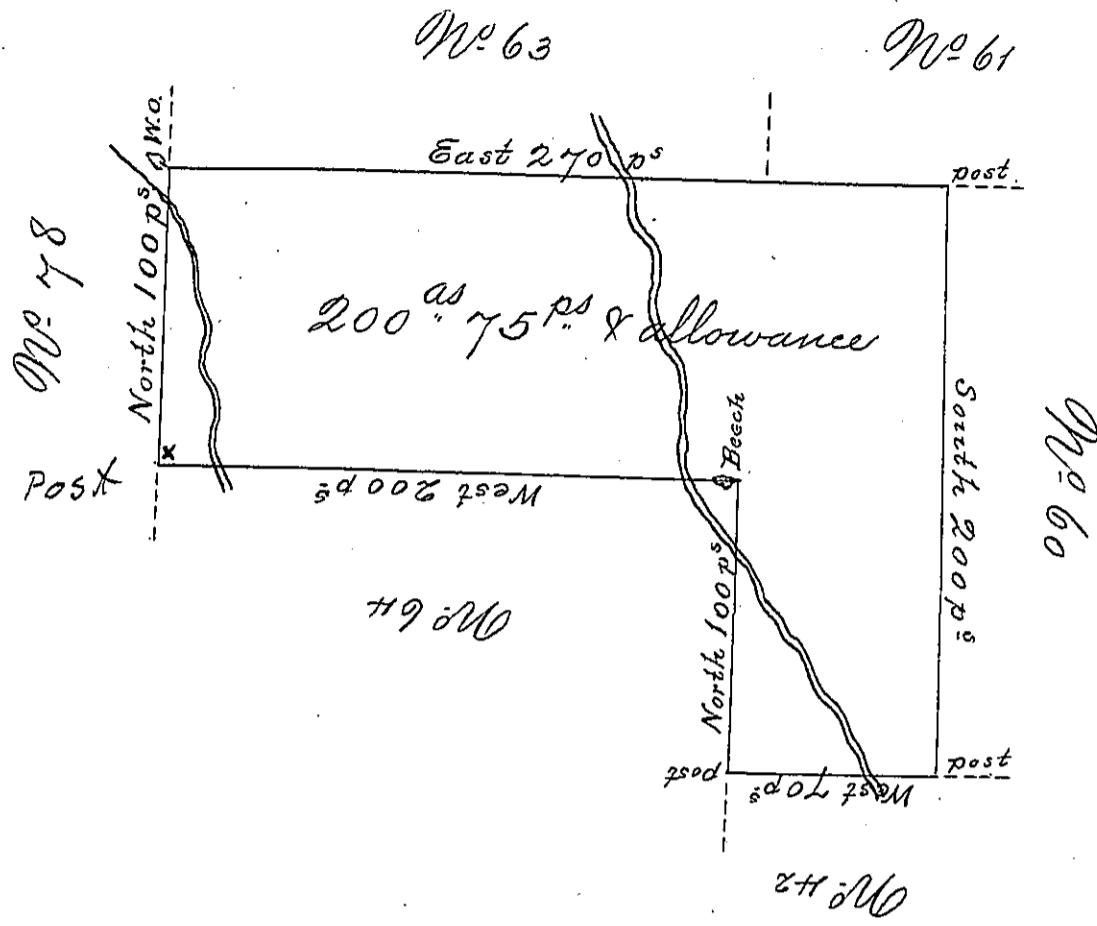 Nº 63
Nº 61
W.O.
East 270 pˢ
post
Nº 78
North 100 pˢ
200 ᵃˢ 75 ᵖˢ & allowance
South 200 pˢ
Nº 60
Beech
Post
x
West 200 pˢ
North 100 pˢ
Nº 64
post
West 70 pˢ
post
Nº 42